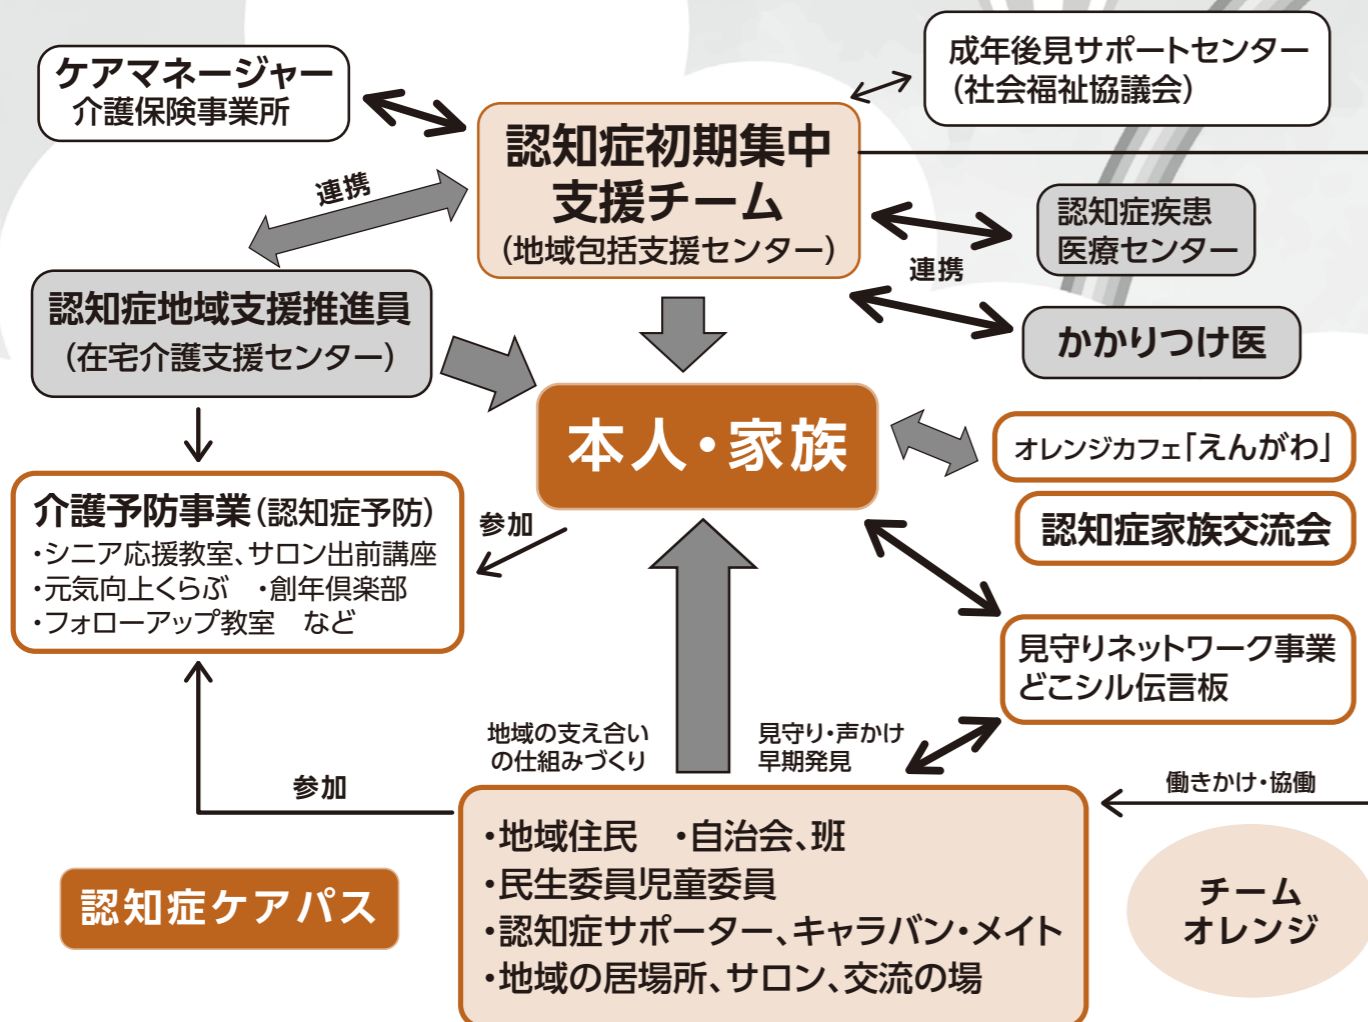 ケアマネージャー
介護保険事業所
成年後見サポートセンター
(社会福祉協議会)
認知症初期集中
支援チーム
(地域包括支援センター)
連携
認知症疾患
医療センター
連携
かかりつけ医
認知症地域支援推進員
(在宅介護支援センター)
本人・家族
オレンジカフェ「えんがわ」
認知症家族交流会
介護予防事業(認知症予防)
・シニア応援教室、サロン出前講座
・元気向上くらぶ ・創年倶楽部
・フォローアップ教室 など
参加
見守りネットワーク事業
どこシル伝言板
地域の支え合い
の仕組みづくり
見守り・声かけ
早期発見
参加
働きかけ・協働
・地域住民 ・自治会、班
・民生委員児童委員
・認知症サポーター、キャラバン・メイト
・地域の居場所、サロン、交流の場
認知症ケアパス
チーム
オレンジ